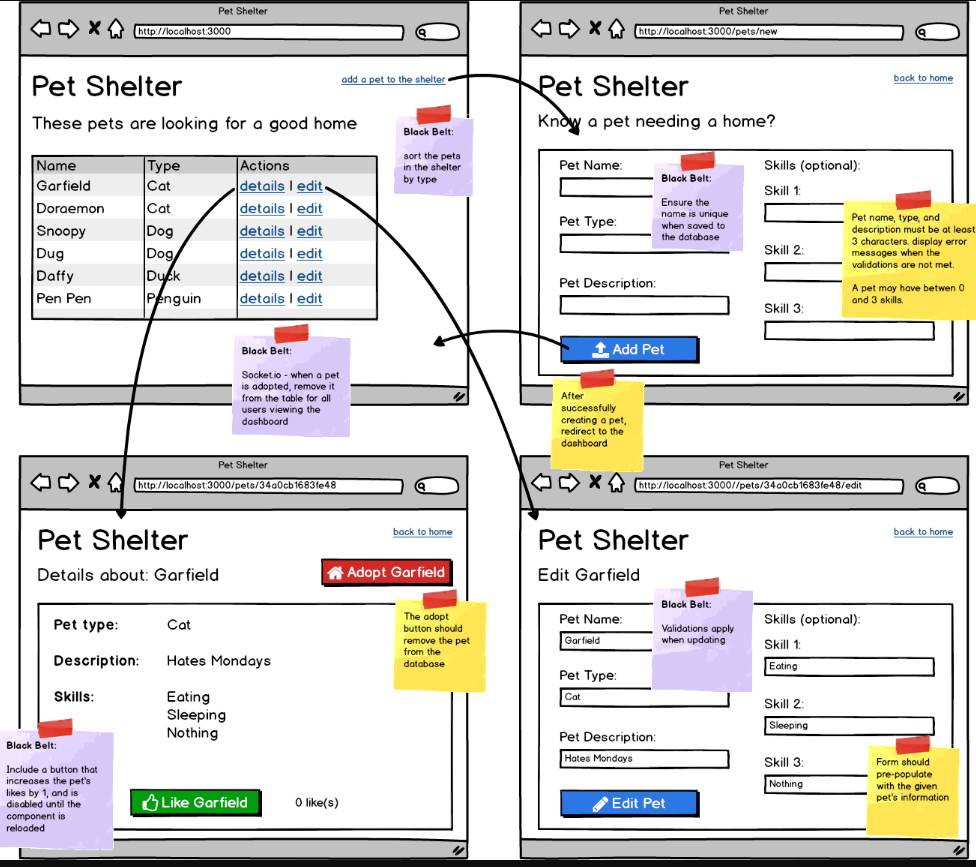 Pet Shelter
http://localhost:3000
Pet Shelter
add a pet to the shelter
These pets are looking for a good home
Black Belt:
sort the pets
in the shelter
by type
Name Type Actions
Garfield Cat details | edit
Doraemon Cat details | edit
Snoopy Dog details | edit
Dug Dog details | edit
Daffy Duck details | edit
Pen Pen Penguin details | edit
Black Belt:
Socket.io - when a pet
is adopted, remove it
from the table for all
users viewing the
dashboard
Pet Shelter
http://localhost:3000/pets/new
Pet Shelter
back to home
Know a pet needing a home?
Pet Name:
Pet Type:
Pet Description:
Black Belt:
Ensure the
name is unique
when saved to
the database
Skills (optional):
Skill 1:
Skill 2:
Skill 3:
Pet name, type, and
description must be at least
3 characters. display error
messages when the
validations are not met.
A pet may have betwen 0
and 3 skills.
Add Pet
After
successfully
creating a pet,
redirect to the
dashboard
Pet Shelter
http://localhost:3000/pets/34a0cb1683fe48
Pet Shelter
back to home
Details about: Garfield
Adopt Garfield
The adopt
button should
remove the pet
from the
database
Pet type: Cat
Description: Hates Mondays
Skills: Eating
Sleeping
Nothing
Black Belt:
Include a button that
increases the pet's
likes by 1, and is
disabled until the
component is
reloaded
Like Garfield
0 like(s)
Pet Shelter
http://localhost:3000//pets/34a0cb1683fe48/edit
Pet Shelter
back to home
Edit Garfield
Pet Name:
Garfield
Pet Type:
Cat
Pet Description:
Hates Mondays
Black Belt:
Validations apply
when updating
Skills (optional):
Skill 1:
Eating
Skill 2:
Sleeping
Skill 3:
Nothing
Form should
pre-populate
with the given
pet's information
Edit Pet